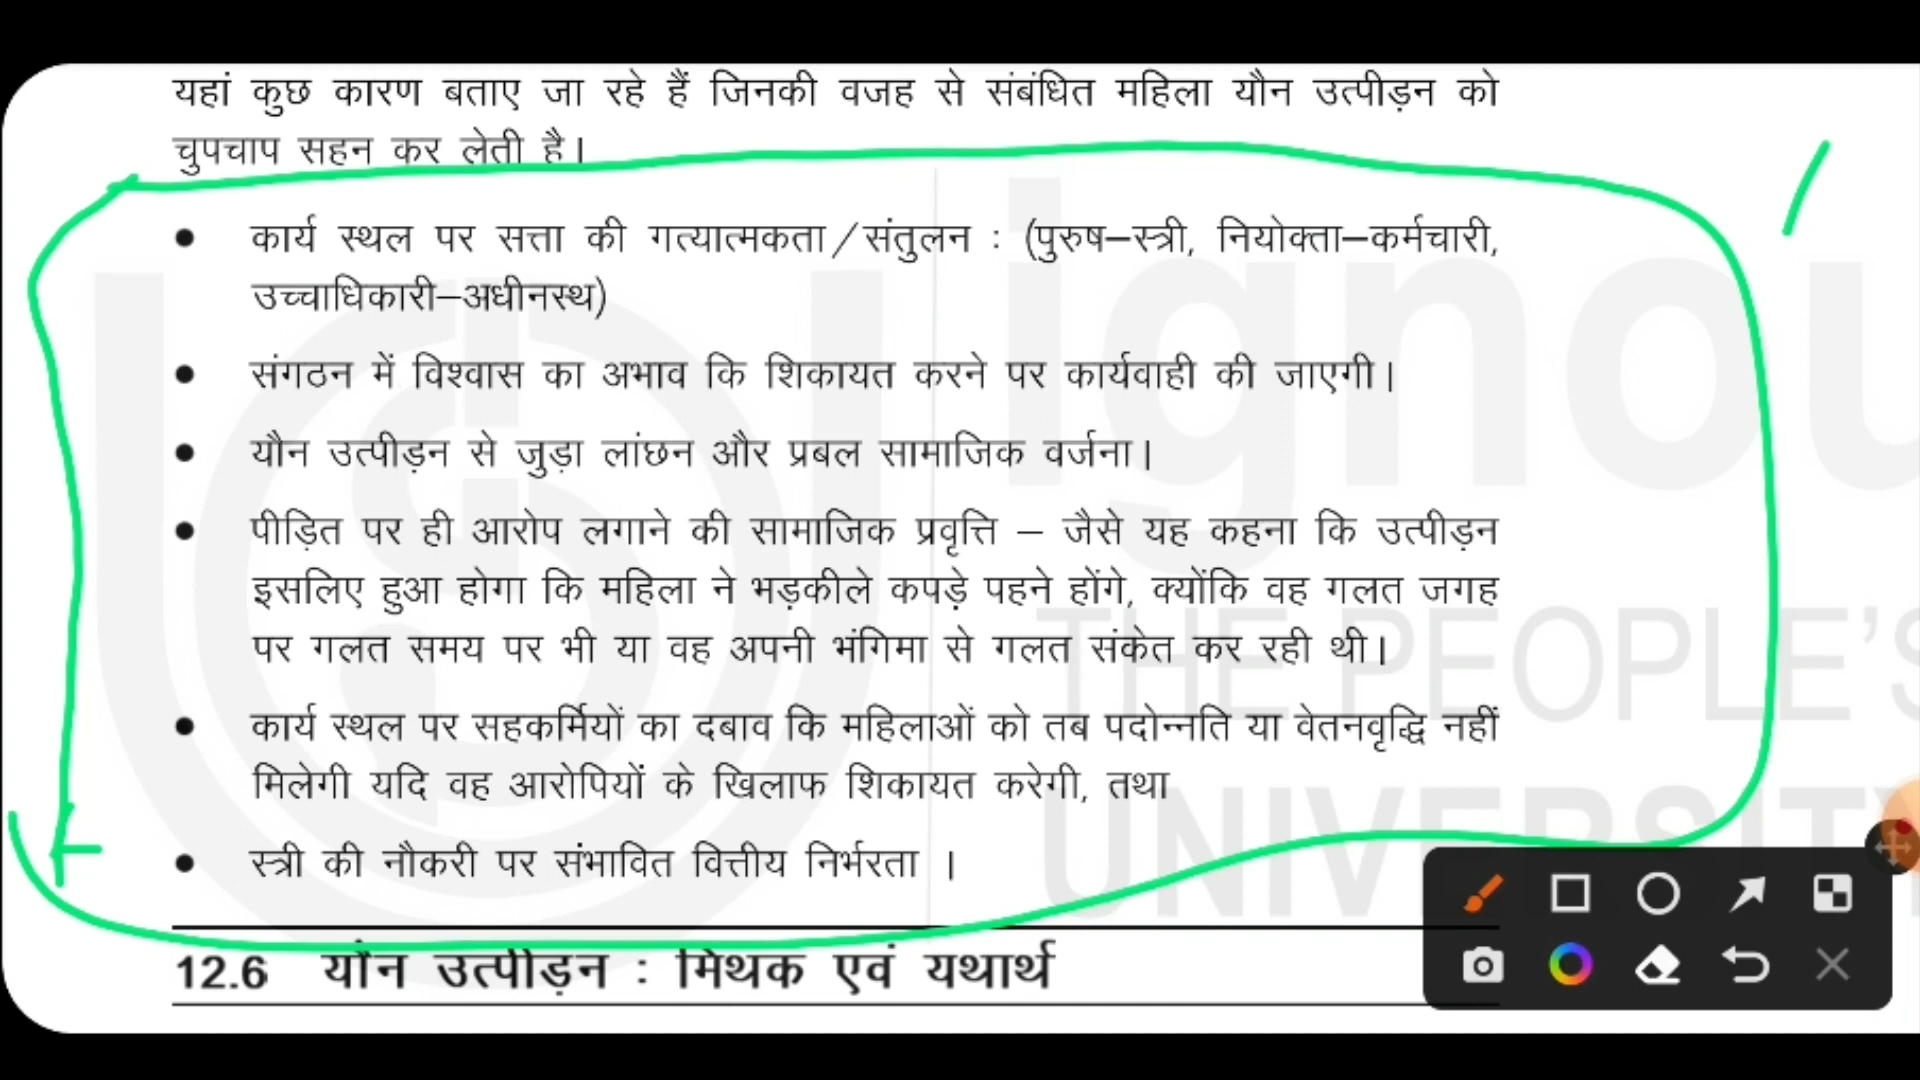 यहां कुछ कारण बताए जा रहे हैं जिनकी वजह से संबंधित महिला यौन उत्पीड़न को
चुपचाप सहन कर लेती है।
● कार्य स्थल पर सत्ता की गत्यात्मकता/संतुलन : (पुरुष–स्त्री, नियोक्ता–कर्मचारी,
उच्चाधिकारी–अधीनस्थ)
● संगठन में विश्वास का अभाव कि शिकायत करने पर कार्यवाही की जाएगी।
● यौन उत्पीड़न से जुड़ा लांछन और प्रबल सामाजिक वर्जना।
● पीड़ित पर ही आरोप लगाने की सामाजिक प्रवृत्ति – जैसे यह कहना कि उत्पीड़न
इसलिए हुआ होगा कि महिला ने भड़कीले कपड़े पहने होंगे, क्योंकि वह गलत जगह
पर गलत समय पर भी या वह अपनी भंगिमा से गलत संकेत कर रही थी।
● कार्य स्थल पर सहकर्मियों का दबाव कि महिलाओं को तब पदोन्नति या वेतनवृद्धि नहीं
मिलेगी यदि वह आरोपियों के खिलाफ शिकायत करेगी, तथा
● स्त्री की नौकरी पर संभावित वित्तीय निर्भरता ।
12.6 यौन उत्पीड़न : मिथक एवं यथार्थ
ignou
THE PEOPLE'S
UNIVERSITY